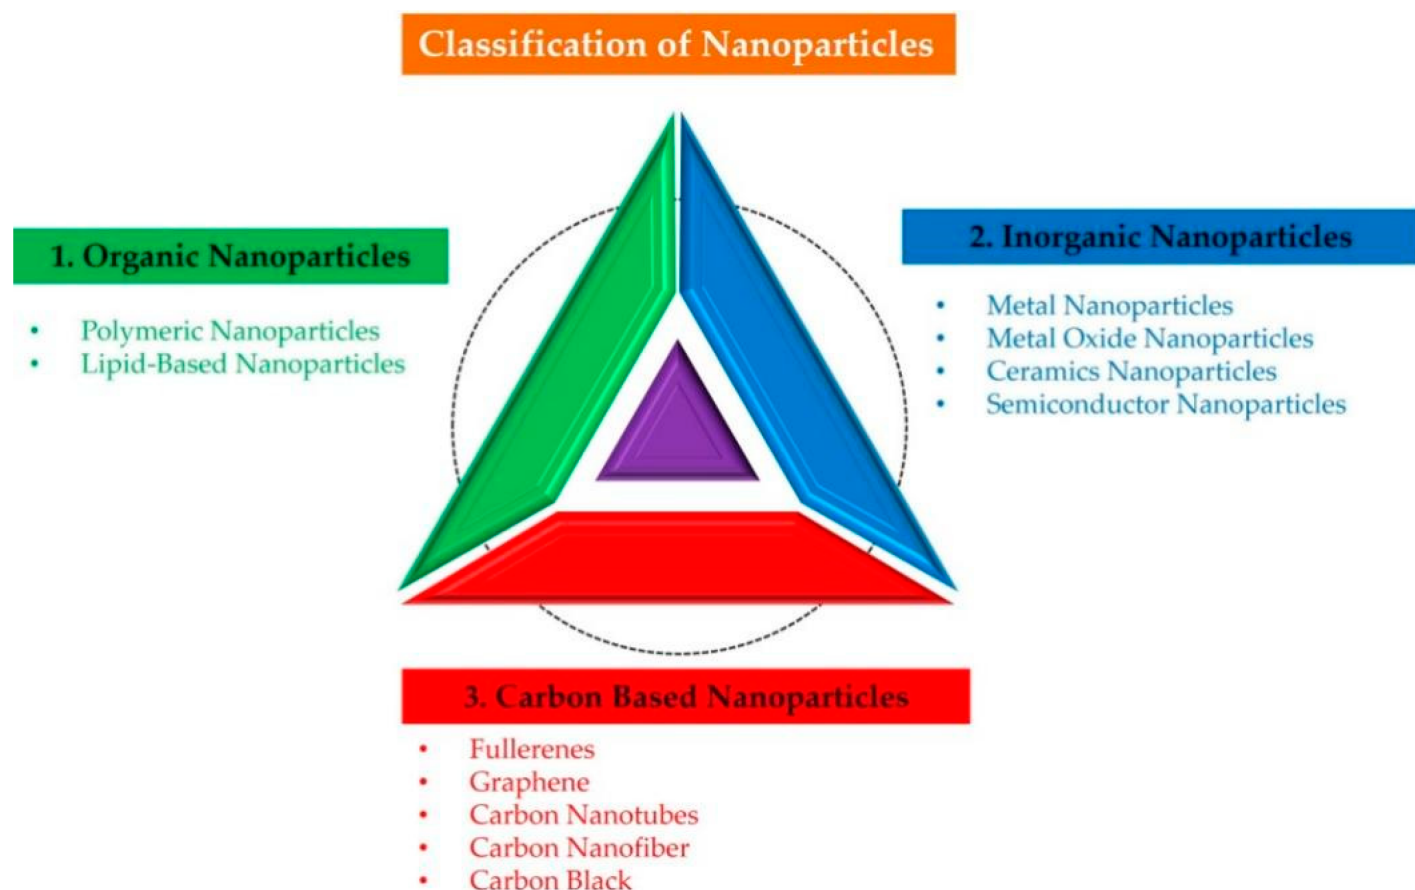 Classification of Nanoparticles
1. Organic Nanoparticles
• Polymeric Nanoparticles
• Lipid-Based Nanoparticles
2. Inorganic Nanoparticles
• Metal Nanoparticles
• Metal Oxide Nanoparticles
• Ceramics Nanoparticles
• Semiconductor Nanoparticles
3. Carbon Based Nanoparticles
• Fullerenes
• Graphene
• Carbon Nanotubes
• Carbon Nanofiber
• Carbon Black